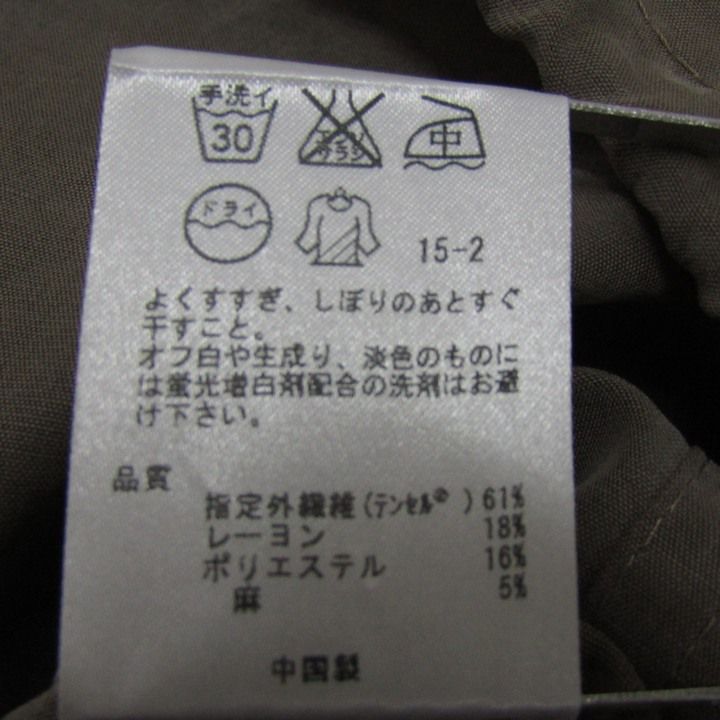 手洗イ
30
エンソ
サラシ
中
ドライ
15-2
よくすすぎ、しぼりのあとすぐ
干すこと。
オフ白や生成り、淡色のものに
は蛍光増白剤配合の洗剤はお避
け下さい。
品質
指定外繊維(テンセル®)61%
レーヨン 18%
ポリエステル 16%
麻 5%
中国製